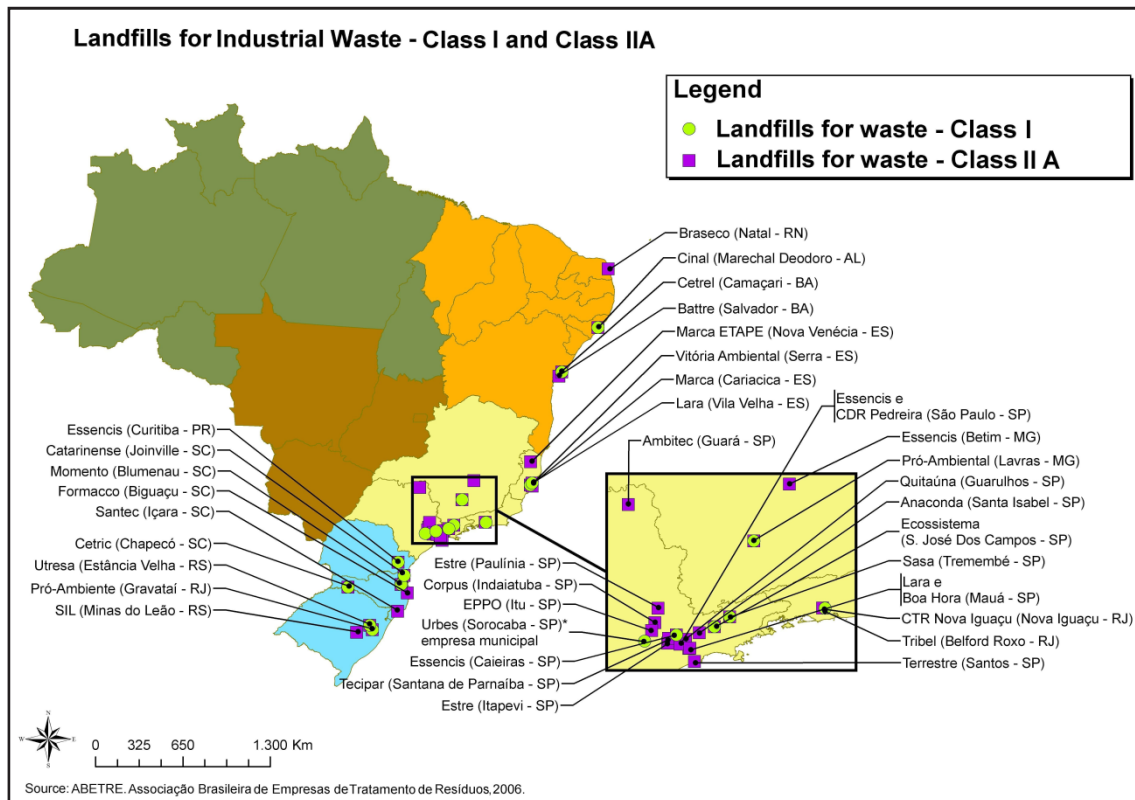 Landfills for Industrial Waste - Class I and Class IIA
Legend
Landfills for waste - Class I
Landfills for waste - Class II A
Braseco (Natal - RN)
Cinal (Marechal Deodoro - AL)
Cetrel (Camaçari - BA)
Battre (Salvador - BA)
Marca ETAPE (Nova Venécia - ES)
Vitória Ambiental (Serra - ES)
Marca (Cariacica - ES)
Lara (Vila Velha - ES)
Essencis (Curitiba - PR)
Catarinense (Joinville - SC)
Momento (Blumenau - SC)
Formacco (Biguaçu - SC)
Santec (Içara - SC)
Cetric (Chapecó - SC)
Utresa (Estância Velha - RS)
Pró-Ambiente (Gravataí - RJ)
SIL (Minas do Leão - RS)
Ambitec (Guará - SP)
Essencis e
CDR Pedreira (São Paulo - SP)
Essencis (Betim - MG)
Pró-Ambiental (Lavras - MG)
Quitaúna (Guarulhos - SP)
Anaconda (Santa Isabel - SP)
Ecossistema
(S. José Dos Campos - SP)
Sasa (Tremembé - SP)
Lara e
Boa Hora (Mauá - SP)
CTR Nova Iguaçu (Nova Iguaçu - RJ)
Tribel (Belford Roxo - RJ)
Terrestre (Santos - SP)
Estre (Paulínia - SP)
Corpus (Indaiatuba - SP)
EPPO (Itu - SP)
Urbes (Sorocaba - SP)*
empresa municipal
Essencis (Caieiras - SP)
Tecipar (Santana de Parnaíba - SP)
Estre (Itapevi - SP)
N
W E
S
0 325 650 1.300 Km
Source: ABETRE. Associação Brasileira de Empresas de Tratamento de Resíduos, 2006.